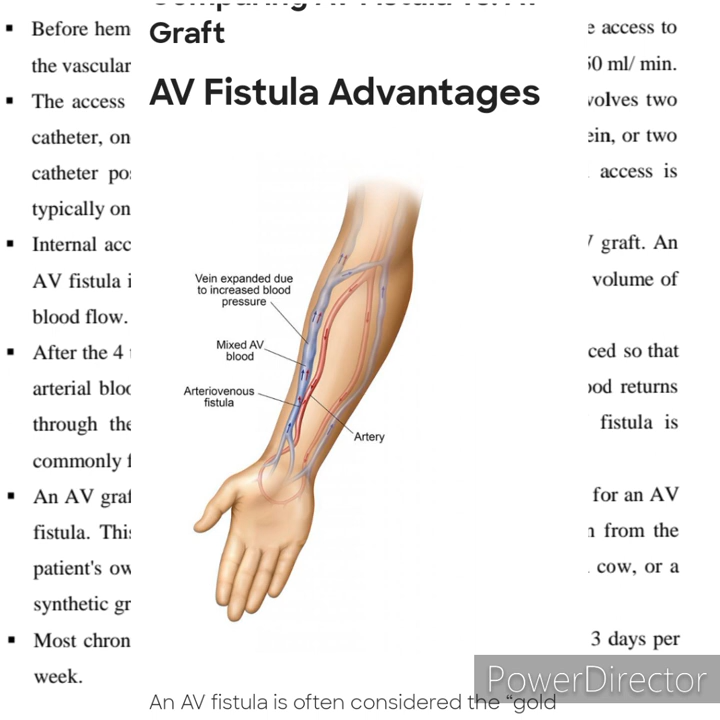 Graft
AV Fistula Advantages
Vein expanded due
to increased blood
pressure
Mixed AV
blood
Arteriovenous
fistula
Artery
An AV fistula is often considered the “gold
▪ Before hem e access to
the vascular 50 ml/ min.
▪ The access volves two
catheter, on ein, or two
catheter po access is
typically on
▪ Internal acc graft. An
AV fistula i volume of
blood flow.
▪ After the 4 ced so that
arterial bloo ood returns
through the fistula is
commonly f
▪ An AV graf for an AV
fistula. This n from the
patient's ow cow, or a
synthetic gr
▪ Most chron 3 days per
week.
PowerDirector